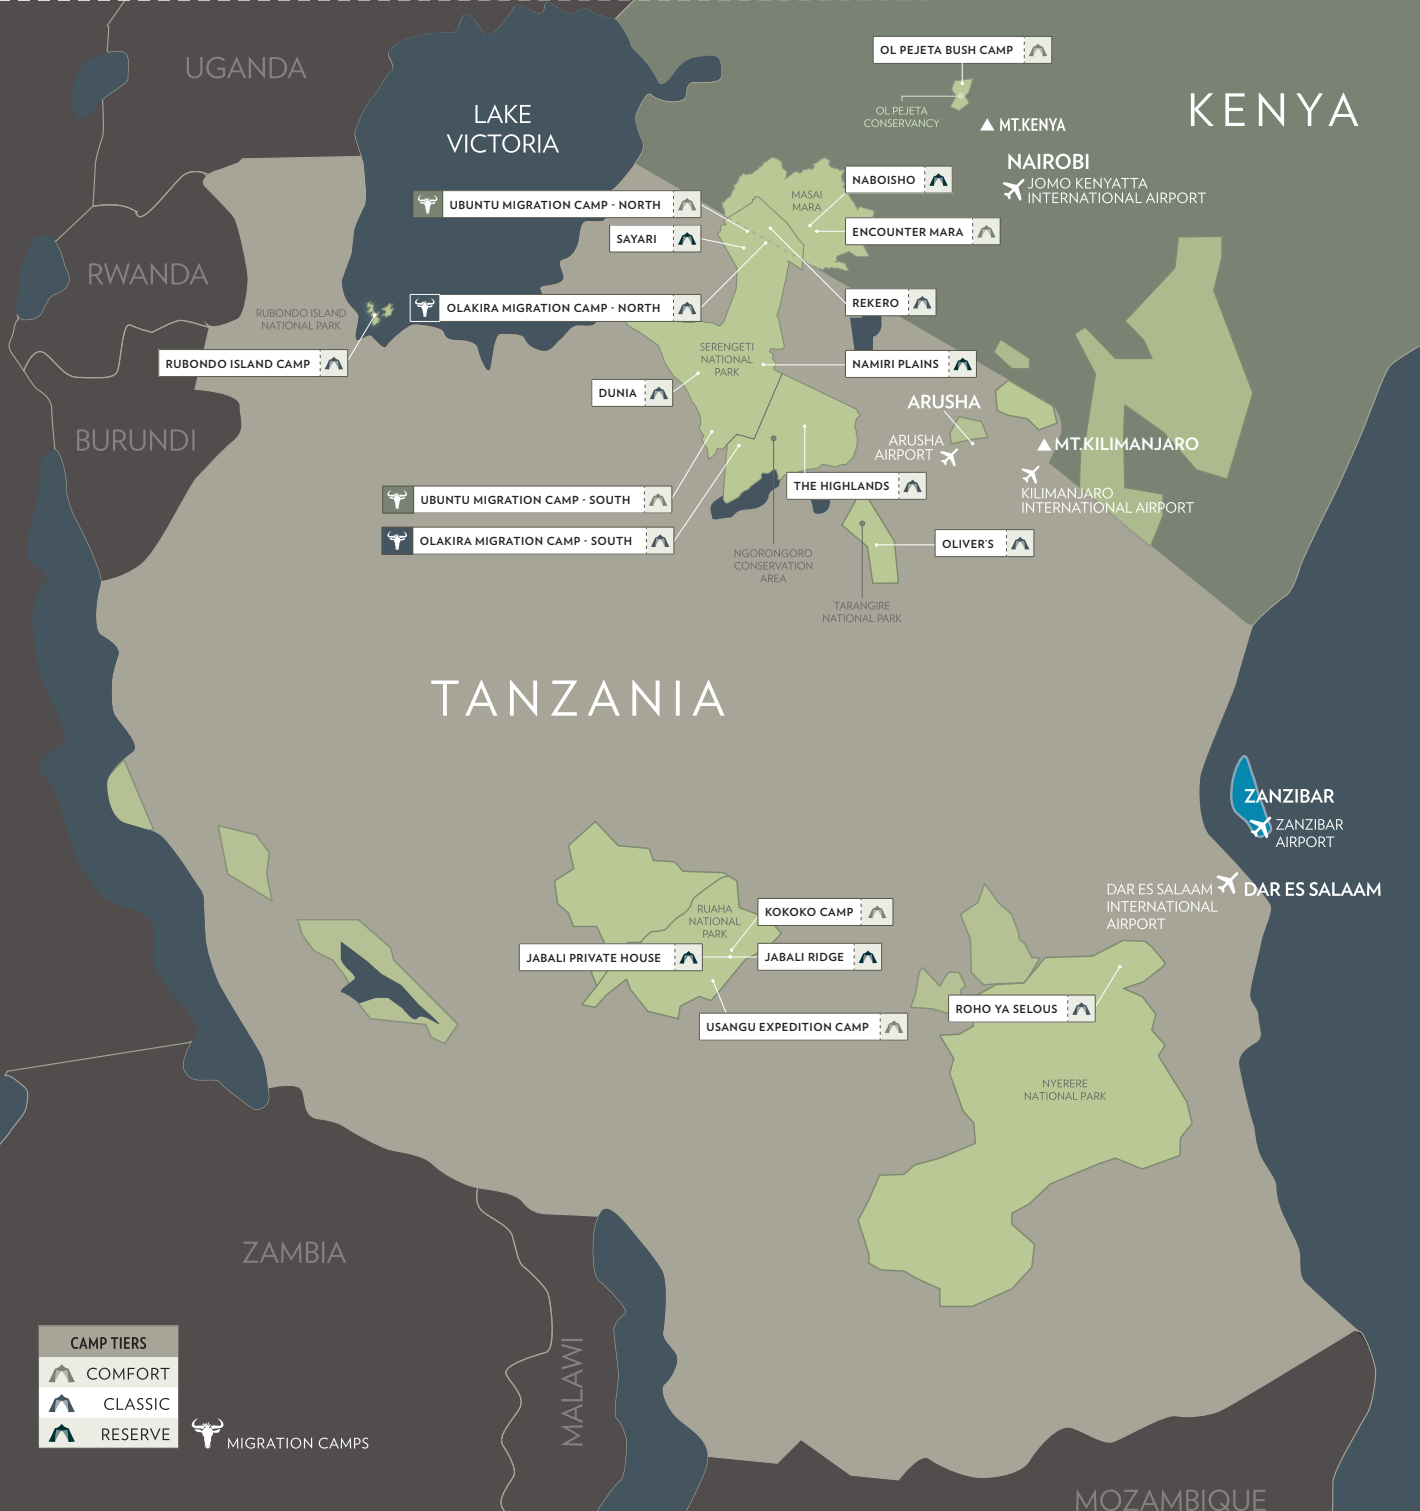 UGANDA
LAKE
VICTORIA
OL PEJETA BUSH CAMP
OL PEJETA
CONSERVANCY
MT.KENYA
KENYA
NAIROBI
JOMO KENYATTA
INTERNATIONAL AIRPORT
MASAI
MARA
NABOISHO
UBUNTU MIGRATION CAMP - NORTH
ENCOUNTER MARA
SAYARI
RWANDA
OLAKIRA MIGRATION CAMP - NORTH
REKERO
RUBONDO ISLAND
NATIONAL PARK
RUBONDO ISLAND CAMP
SERENGETI
NATIONAL
PARK
NAMIRI PLAINS
DUNIA
ARUSHA
BURUNDI
ARUSHA
AIRPORT
MT.KILIMANJARO
UBUNTU MIGRATION CAMP - SOUTH
THE HIGHLANDS
KILIMANJARO
INTERNATIONAL AIRPORT
OLAKIRA MIGRATION CAMP - SOUTH
OLIVER'S
NGORONGORO
CONSERVATION
AREA
TARANGIRE
NATIONAL PARK
TANZANIA
ZANZIBAR
ZANZIBAR
AIRPORT
DAR ES SALAAM
INTERNATIONAL
AIRPORT
DAR ES SALAAM
RUAHA
NATIONAL
PARK
KOKOKO CAMP
JABALI PRIVATE HOUSE
JABALI RIDGE
USANGU EXPEDITION CAMP
ROHO YA SELOUS
NYERERE
NATIONAL PARK
ZAMBIA
MALAWI
CAMP TIERS
COMFORT
CLASSIC
RESERVE
MIGRATION CAMPS
MOZAMBIQUE